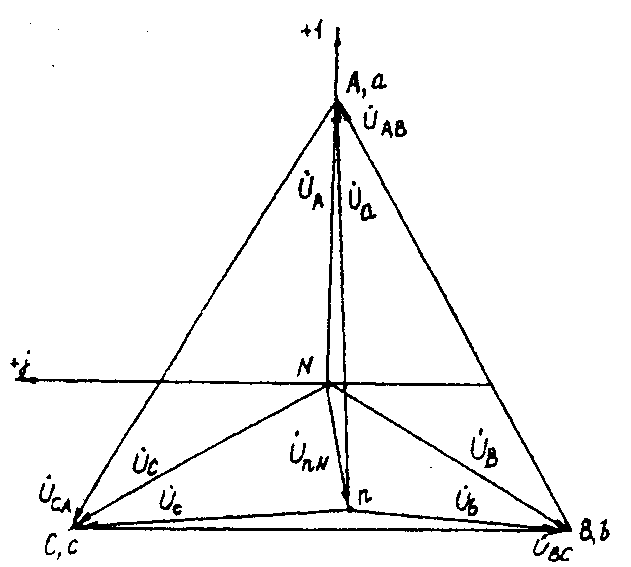 +1
A, a
U̇AB
U̇A U̇a
+j
N
U̇C U̇nN U̇B
U̇CA U̇c n U̇b
C, c U̇BC B, b